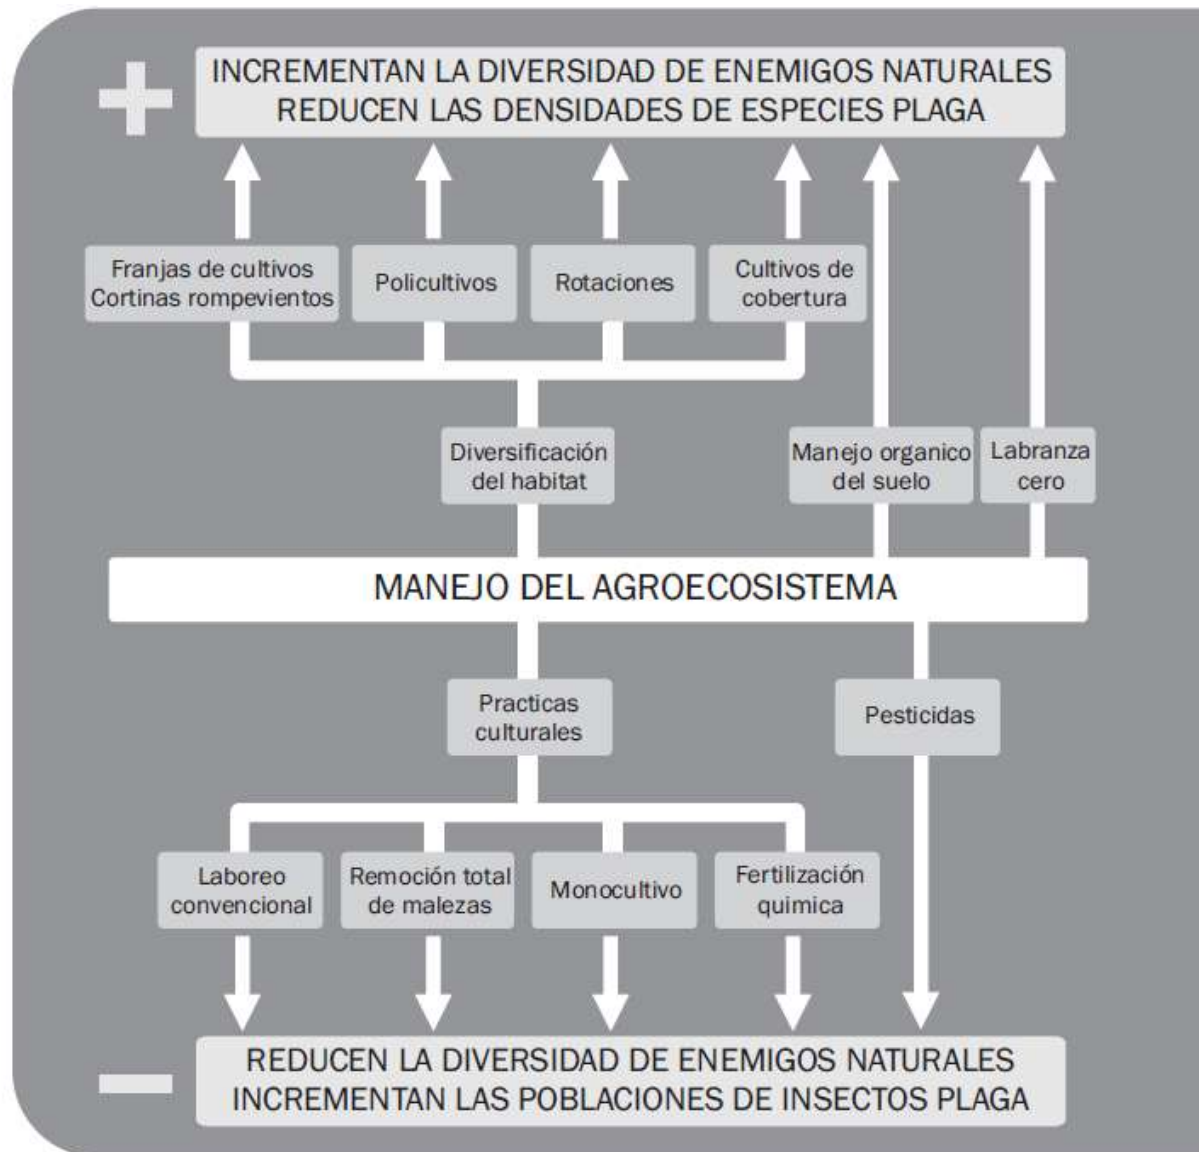 +
INCREMENTAN LA DIVERSIDAD DE ENEMIGOS NATURALES
REDUCEN LAS DENSIDADES DE ESPECIES PLAGA
Franjas de cultivos
Cortinas rompevientos
Policultivos
Rotaciones
Cultivos de
cobertura
Diversificación
del habitat
Manejo organico
del suelo
Labranza
cero
MANEJO DEL AGROECOSISTEMA
Practicas
culturales
Pesticidas
Laboreo
convencional
Remoción total
de malezas
Monocultivo
Fertilización
quimica
−
REDUCEN LA DIVERSIDAD DE ENEMIGOS NATURALES
INCREMENTAN LAS POBLACIONES DE INSECTOS PLAGA